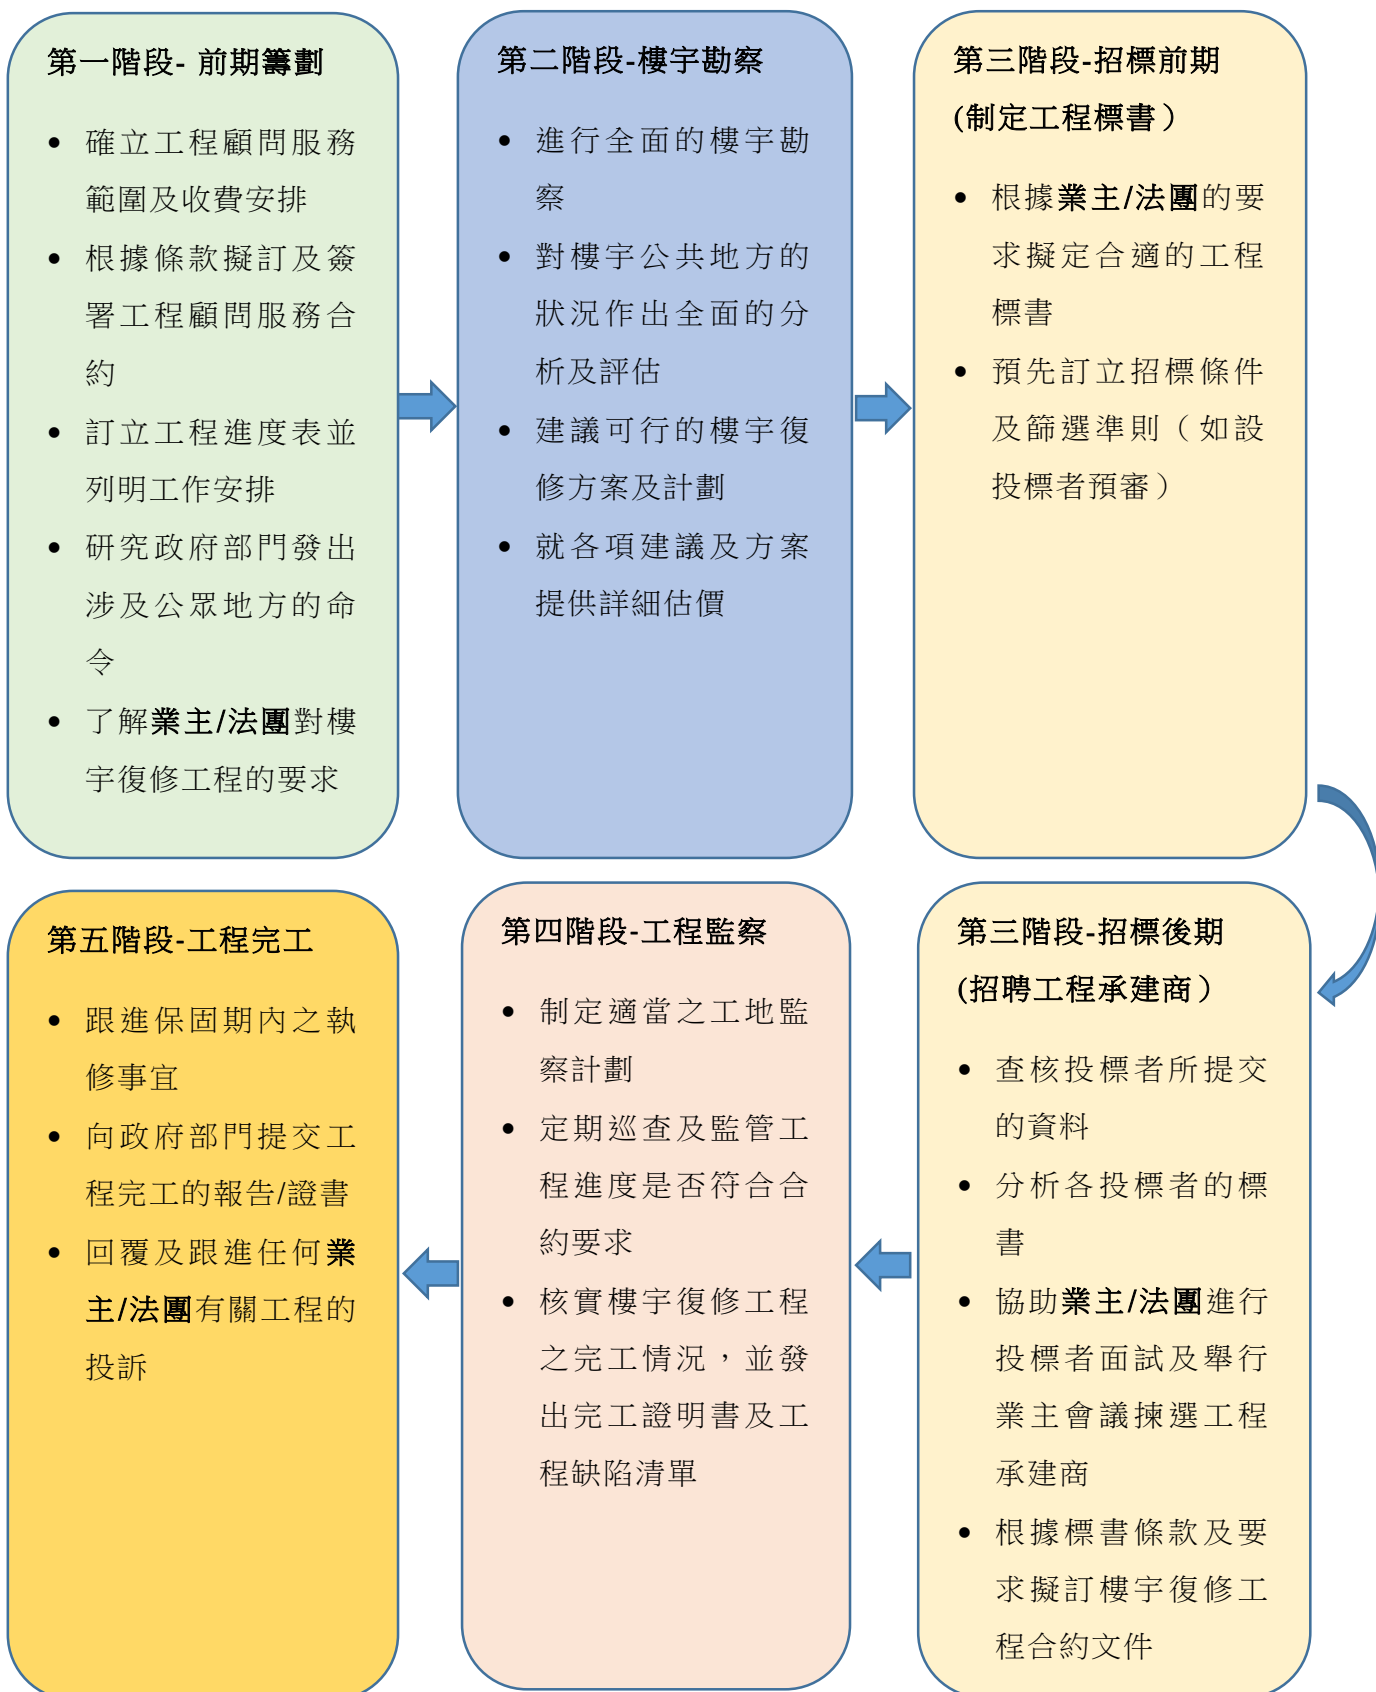 第一階段- 前期籌劃
• 確立工程顧問服務
範圍及收費安排
• 根據條款擬訂及簽
署工程顧問服務合
約
• 訂立工程進度表並
列明工作安排
• 研究政府部門發出
涉及公眾地方的命
令
• 了解業主/法團對樓
宇復修工程的要求
第二階段-樓宇勘察
• 進行全面的樓宇勘
察
• 對樓宇公共地方的
狀況作出全面的分
析及評估
• 建議可行的樓宇復
修方案及計劃
• 就各項建議及方案
提供詳細估價
第三階段-招標前期
(制定工程標書）
• 根據業主/法團的要
求擬定合適的工程
標書
• 預先訂立招標條件
及篩選準則（如設
投標者預審）
第三階段-招標後期
(招聘工程承建商）
• 查核投標者所提交
的資料
• 分析各投標者的標
書
• 協助業主/法團進行
投標者面試及舉行
業主會議揀選工程
承建商
• 根據標書條款及要
求擬訂樓宇復修工
程合約文件
第四階段-工程監察
• 制定適當之工地監
察計劃
• 定期巡查及監管工
程進度是否符合合
約要求
• 核實樓宇復修工程
之完工情況，並發
出完工證明書及工
程缺陷清單
第五階段-工程完工
• 跟進保固期內之執
修事宜
• 向政府部門提交工
程完工的報告/證書
• 回覆及跟進任何業
主/法團有關工程的
投訴